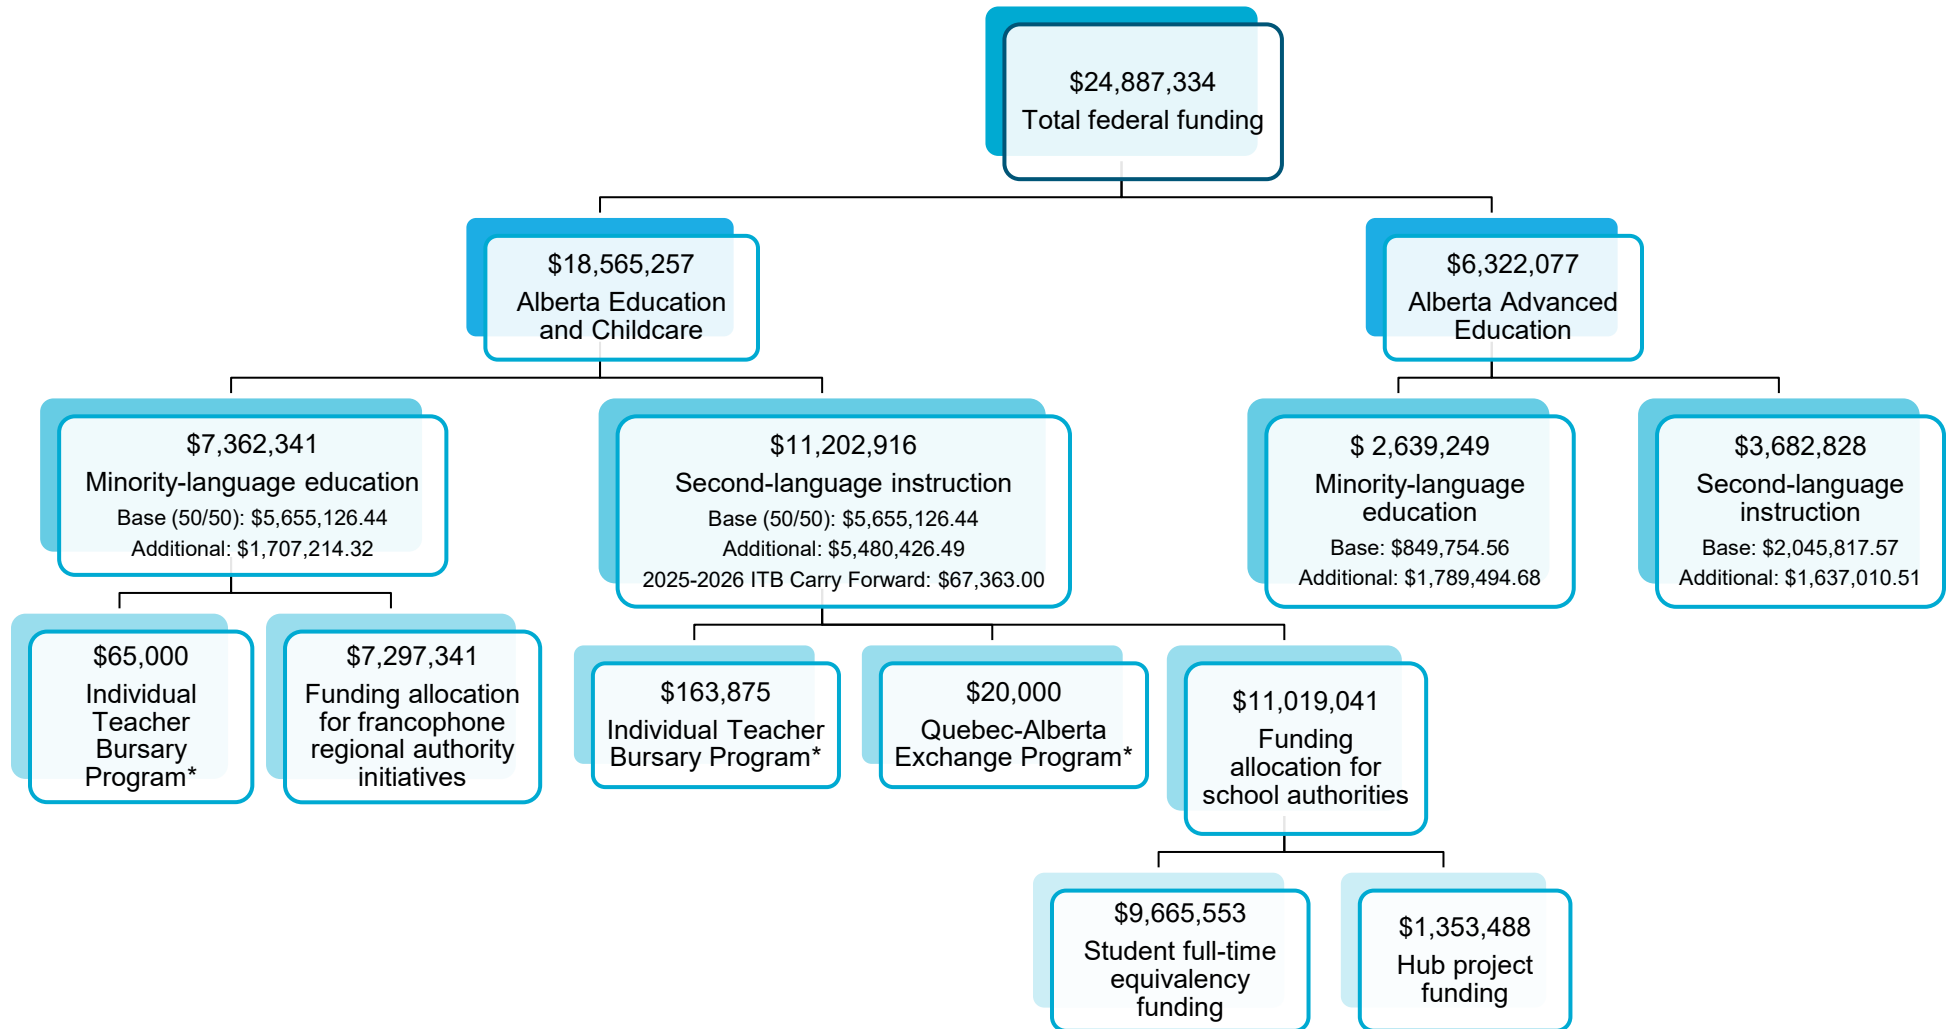 $24,887,334
Total federal funding
$18,565,257
Alberta Education
and Childcare
$6,322,077
Alberta Advanced
Education
$7,362,341
Minority-language education
Base (50/50): $5,655,126.44
Additional: $1,707,214.32
$11,202,916
Second-language instruction
Base (50/50): $5,655,126.44
Additional: $5,480,426.49
2025-2026 ITB Carry Forward: $67,363.00
$ 2,639,249
Minority-language
education
Base: $849,754.56
Additional: $1,789,494.68
$3,682,828
Second-language
instruction
Base: $2,045,817.57
Additional: $1,637,010.51
$65,000
Individual
Teacher
Bursary
Program*
$7,297,341
Funding allocation
for francophone
regional authority
initiatives
$163,875
Individual Teacher
Bursary Program*
$20,000
Quebec-Alberta
Exchange Program*
$11,019,041
Funding
allocation for
school authorities
$9,665,553
Student full-time
equivalency
funding
$1,353,488
Hub project
funding